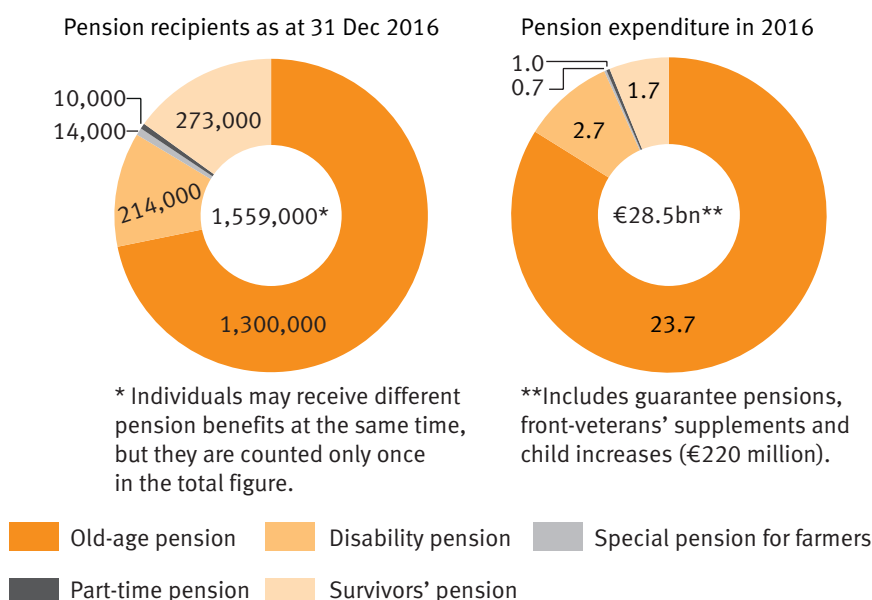 Pension recipients as at 31 Dec 2016
10,000
14,000
273,000
214,000
1,559,000*
1,300,000
* Individuals may receive different
pension benefits at the same time,
but they are counted only once
in the total figure.
Pension expenditure in 2016
1.0
0.7
1.7
2.7
€28.5bn**
23.7
**Includes guarantee pensions,
front-veterans’ supplements and
child increases (€220 million).
Old-age pension
Disability pension
Special pension for farmers
Part-time pension
Survivors’ pension